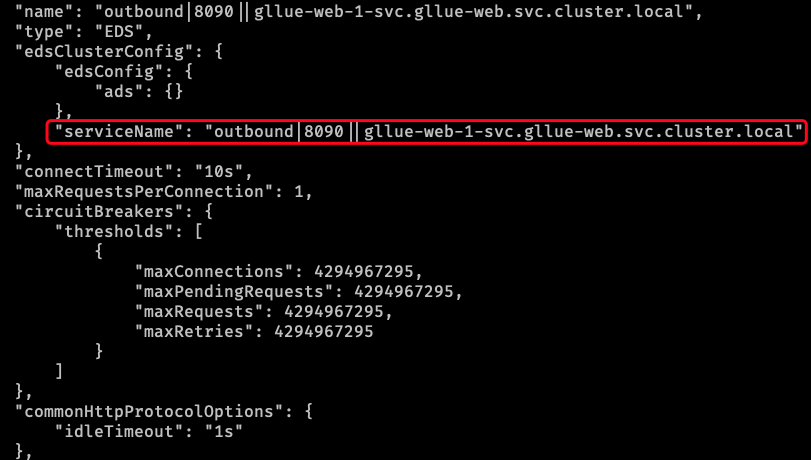 "name": "outbound|8090||gllue-web-1-svc.gllue-web.svc.cluster.local",
"type": "EDS",
"edsClusterConfig": {
    "edsConfig": {
        "ads": {}
    },
    "serviceName": "outbound|8090||gllue-web-1-svc.gllue-web.svc.cluster.local"
},
"connectTimeout": "10s",
"maxRequestsPerConnection": 1,
"circuitBreakers": {
    "thresholds": [
        {
            "maxConnections": 4294967295,
            "maxPendingRequests": 4294967295,
            "maxRequests": 4294967295,
            "maxRetries": 4294967295
        }
    ]
},
"commonHttpProtocolOptions": {
    "idleTimeout": "1s"
},